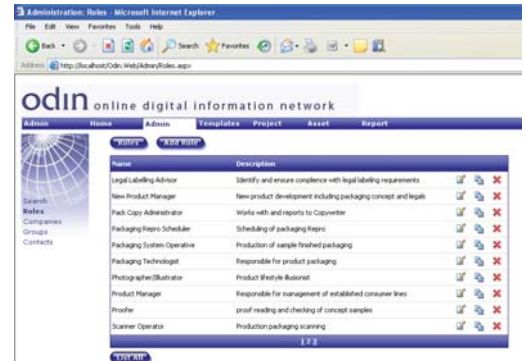 Administration: Roles - Microsoft Internet Explorer
File Edit View Favorites Tools Help
Back Search Favorites
Address http://localhost/Odin.Web/Admin/Roles.aspx
odin online digital information network
Admin Home Admin Templates Project Asset Report
Roles Add Role
Name Description
Legal Labelling Advisor Identify and ensure complience with legal labeling requirements
New Product Manager New product development including packaging concept and legals
Pack Copy Administrator Works with and reports to Copywriter
Packaging Repro Scheduler Scheduling of packaging Repro
Packaging System Operative Production of sample finished packaging
Packaging Technologist Responsible for product packaging
Photographer/Illustrator Product lifestyle illusionist
Product Manager Responsible for management of established consumer lines
Proofer proof reading and checking of concept samples
Scanner Operator Production packaging scanning
1 2 3
List All
Search
Roles
Companies
Groups
Contacts